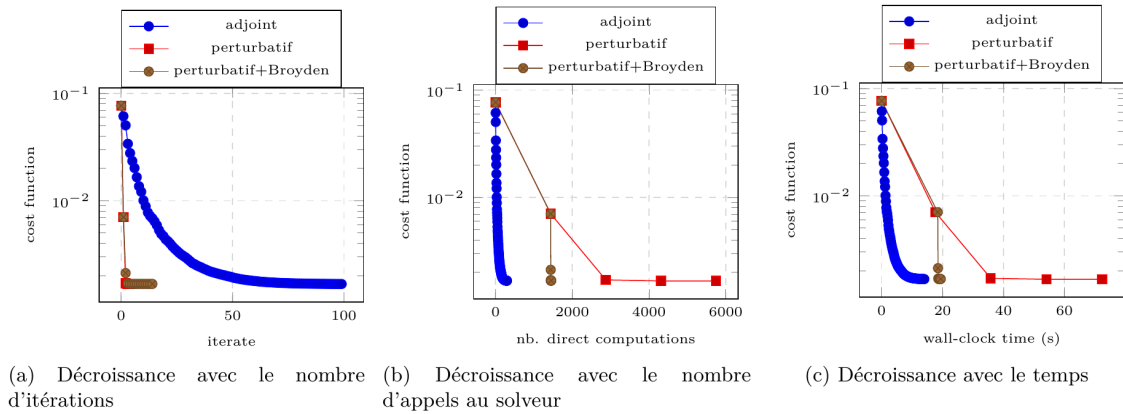 adjoint
perturbatif
perturbatif+Broyden
10⁻¹
10⁻²
cost function
0
50
100
iterate
(a) Décroissance avec le nombre
d'itérations
adjoint
perturbatif
perturbatif+Broyden
10⁻¹
10⁻²
cost function
0
2000
4000
6000
nb. direct computations
(b) Décroissance avec le nombre
d'appels au solveur
adjoint
perturbatif
perturbatif+Broyden
10⁻¹
10⁻²
cost function
0
20
40
60
wall-clock time (s)
(c) Décroissance avec le temps